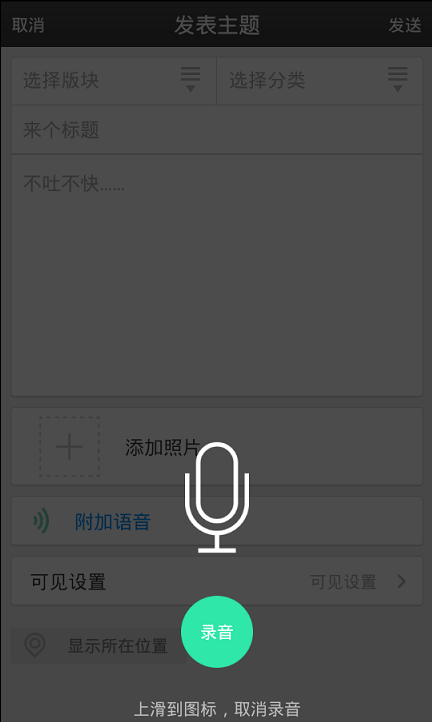 取消 发表主题 发送
选择版块 选择分类
来个标题
不吐不快......
添加照片
附加语音
可见设置 可见设置
录音
显示所在位置
上滑到图标，取消录音